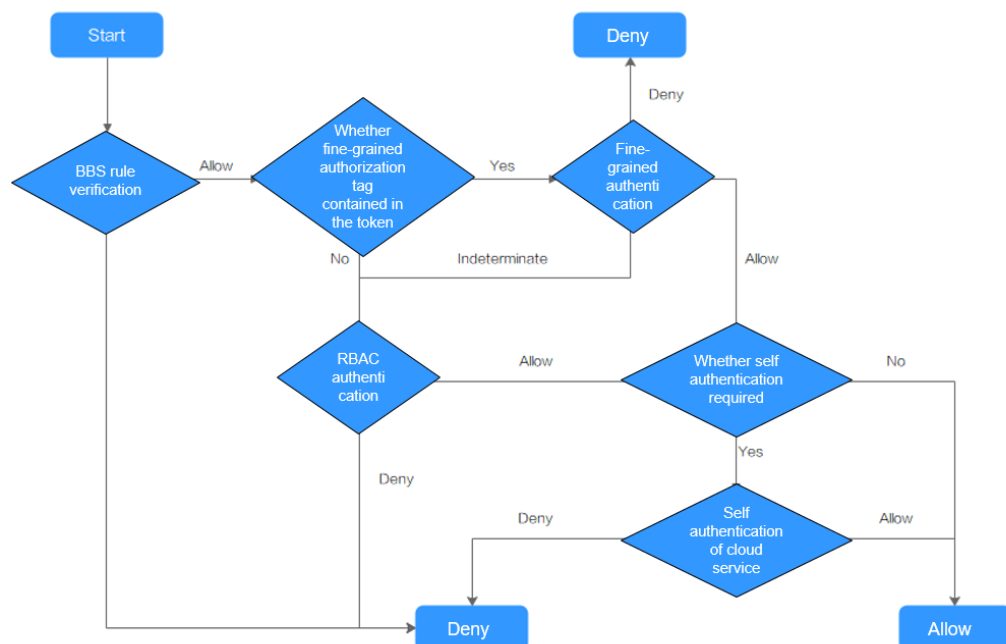 Start
Deny
Deny
BBS rule
verification
Allow
Whether
fine-grained
authorization
tag
contained in
the token
Yes
Fine-
grained
authenti
cation
No
Indeterminate
Allow
RBAC
authenti
cation
Allow
Whether self
authentication
required
No
Deny
Yes
Deny
Self
authentication
of cloud
service
Allow
Deny
Allow